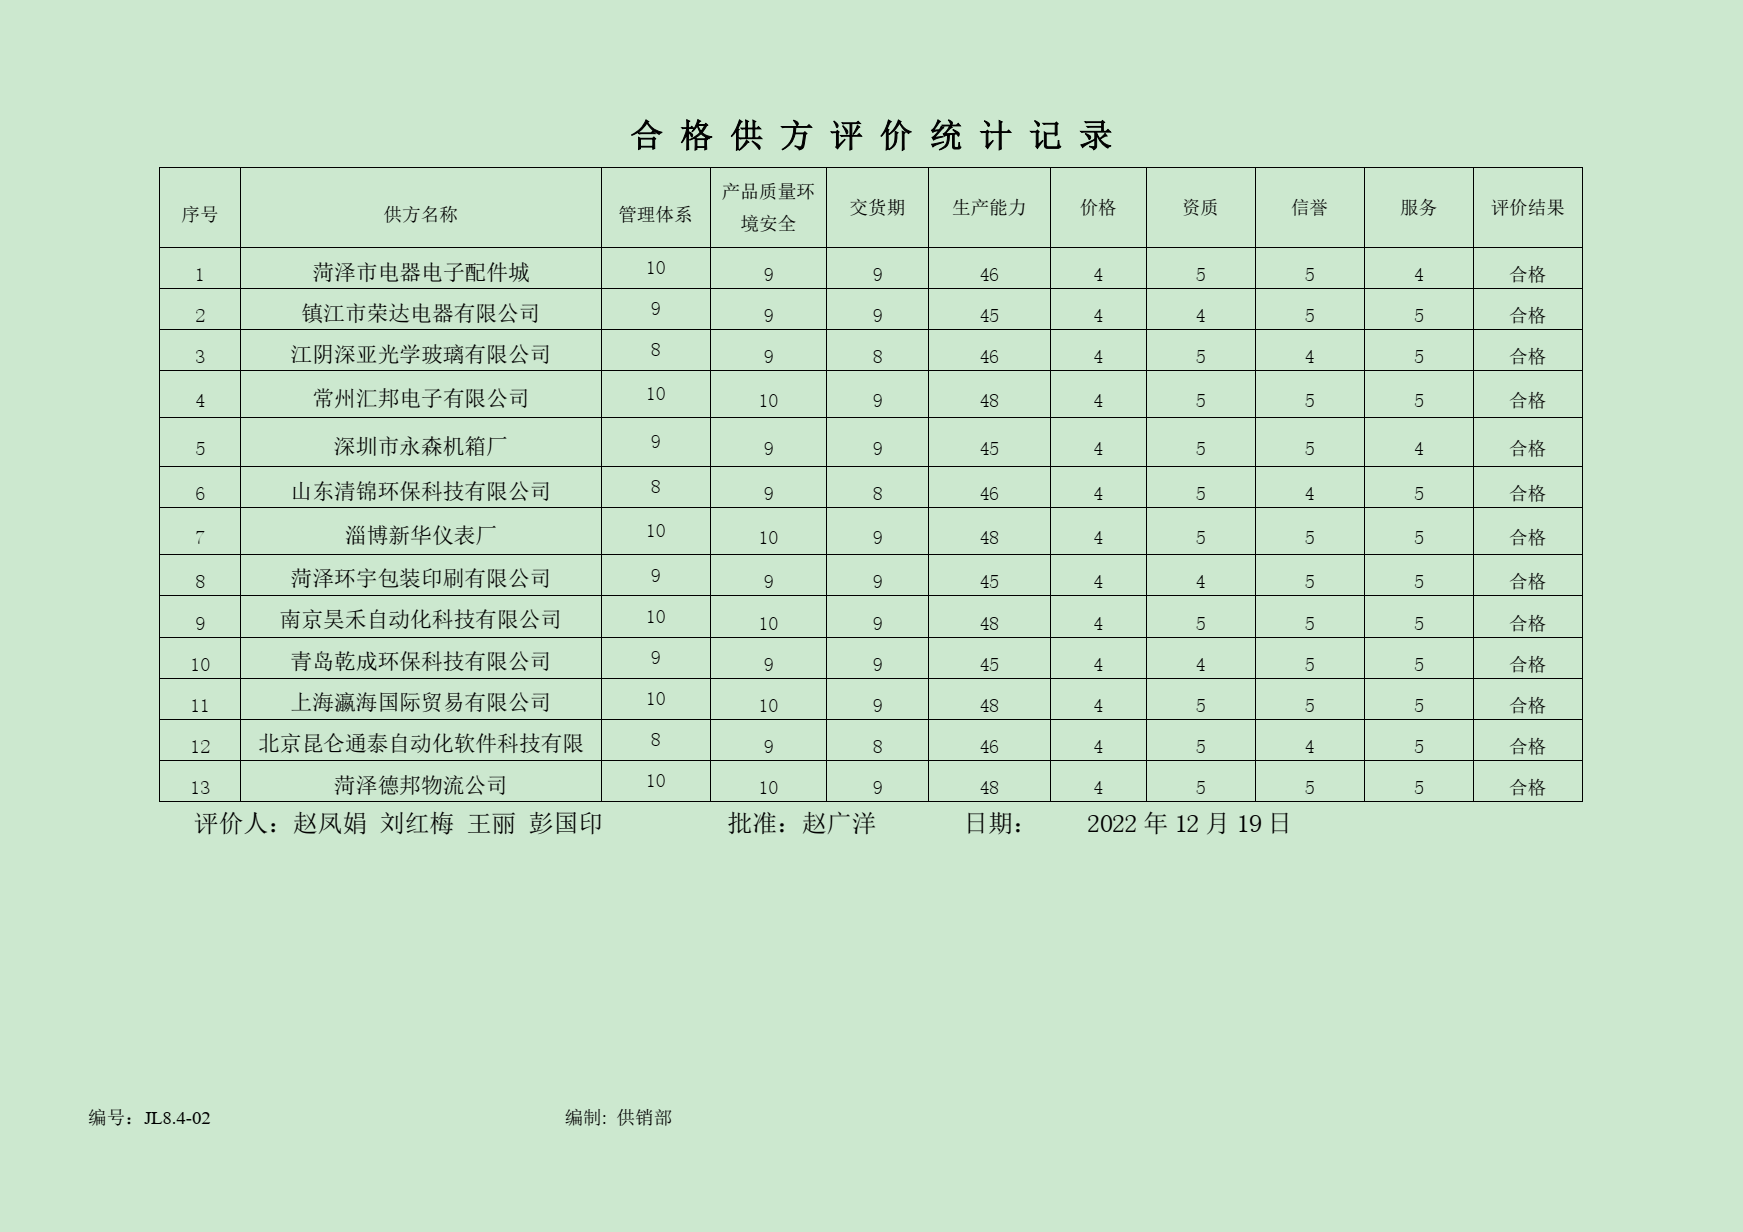 合 格 供 方 评 价 统 计 记 录
序号 供方名称 管理体系 产品质量环境安全 交货期 生产能力 价格 资质 信誉 服务 评价结果
1 菏泽市电器电子配件城 10 9 9 46 4 5 5 4 合格
2 镇江市荣达电器有限公司 9 9 9 45 4 4 5 5 合格
3 江阴深亚光学玻璃有限公司 8 9 8 46 4 5 4 5 合格
4 常州汇邦电子有限公司 10 10 9 48 4 5 5 5 合格
5 深圳市永森机箱厂 9 9 9 45 4 5 5 4 合格
6 山东清锦环保科技有限公司 8 9 8 46 4 5 4 5 合格
7 淄博新华仪表厂 10 10 9 48 4 5 5 5 合格
8 菏泽环宇包装印刷有限公司 9 9 9 45 4 4 5 5 合格
9 南京昊禾自动化科技有限公司 10 10 9 48 4 5 5 5 合格
10 青岛乾成环保科技有限公司 9 9 9 45 4 4 5 5 合格
11 上海瀛海国际贸易有限公司 10 10 9 48 4 5 5 5 合格
12 北京昆仑通泰自动化软件科技有限 8 9 8 46 4 5 4 5 合格
13 菏泽德邦物流公司 10 10 9 48 4 5 5 5 合格
评价人：赵凤娟 刘红梅 王丽 彭国印 批准：赵广洋 日期： 2022 年 12 月 19 日
编号：JL8.4-02 编制: 供销部